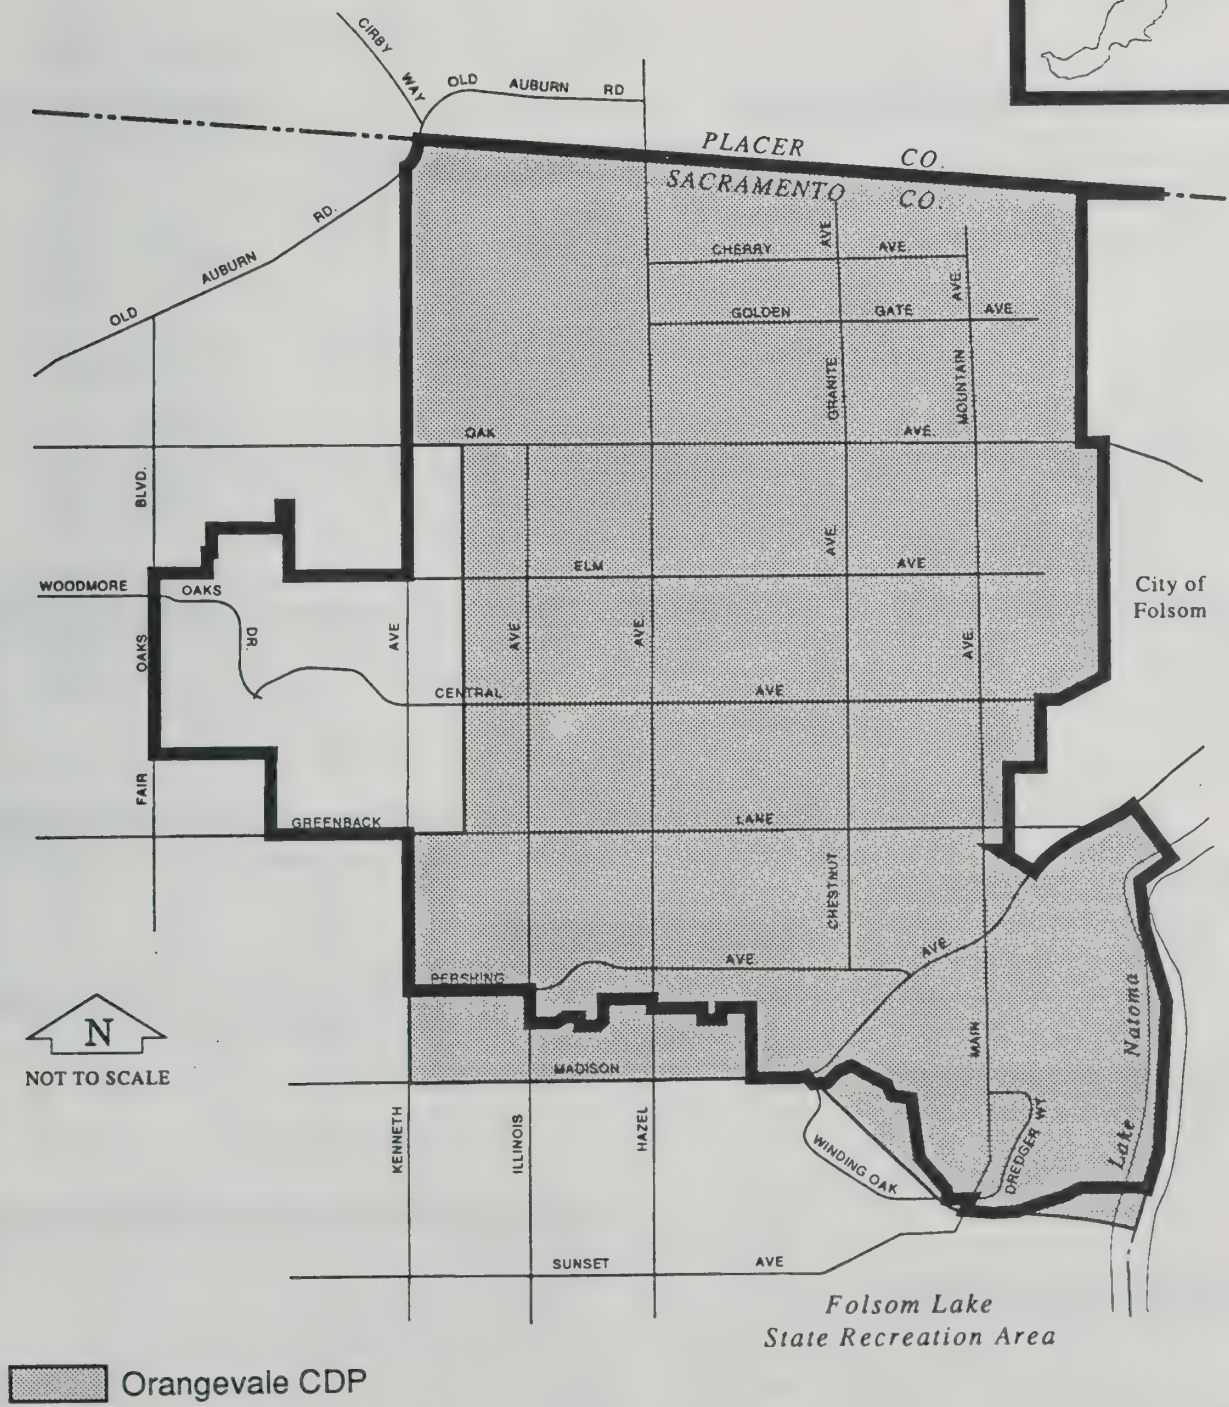 CIRBY
WAY
OLD AUBURN RD
PLACER CO.
SACRAMENTO CO.
OLD AUBURN RD.
CHERRY AVE.
AVE
GOLDEN GATE AVE
AVE.
GRANITE
MOUNTAIN
OAK AVE.
BLVD.
AVE.
ELM AVE
WOODMORE OAKS
DR.
OAKS
AVE
AVE
AVE.
AVE.
City of
Folsom
CENTRAL AVE
FAIR
GREENBACK LANE
CHESTNUT
AVE.
PERSHING AVE
Lake Natoma
MAIN
N
NOT TO SCALE
MADISON
KENNETH
ILLINOIS
HAZEL
WINDING OAK
DREDGER WY
SUNSET AVE
Folsom Lake
State Recreation Area
Orangevale CDP